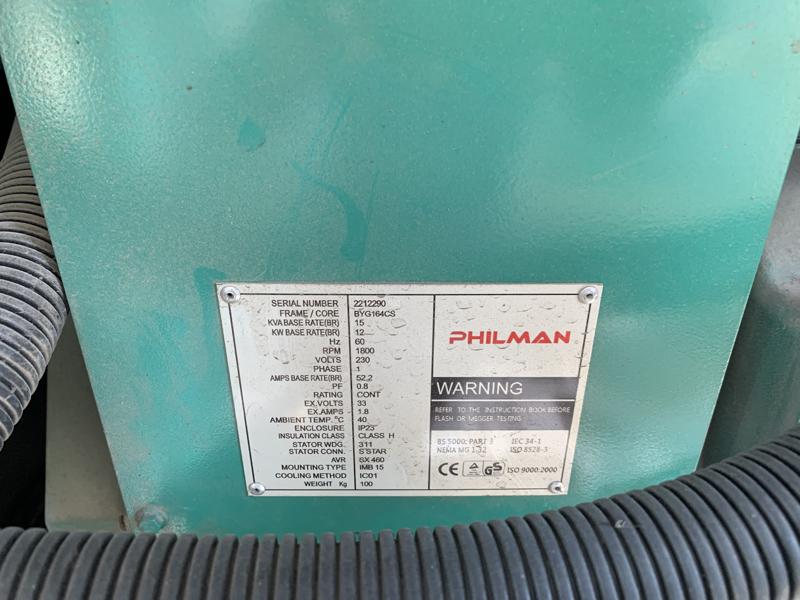 SERIAL NUMBER 2212290
FRAME / CORE BYG164CS
KVA BASE RATE(BR) 15
KW BASE RATE(BR) 12
Hz 60
RPM 1800
VOLTS 230
PHASE 1
AMPS BASE RATE(BR) 52.2
PF 0.8
RATING CONT
EX.VOLTS 33
EX.AMPS 1.8
AMBIENT TEMP. °C 40
ENCLOSURE IP23
INSULATION CLASS CLASS H
STATOR WDG. 311
STATOR CONN. S'STAR
AVR SX 460
MOUNTING TYPE IMB 15
COOLING METHOD IC01
WEIGHT Kg 100
PHILMAN
WARNING
REFER TO THE INSTRUCTION BOOK BEFORE
FLASH OR MEGGER TESTING
BS 5000: PART 3 IEC 34-1
NEMA MG 1-32 ISO 8528-3
CE GS ISO 9000:2000